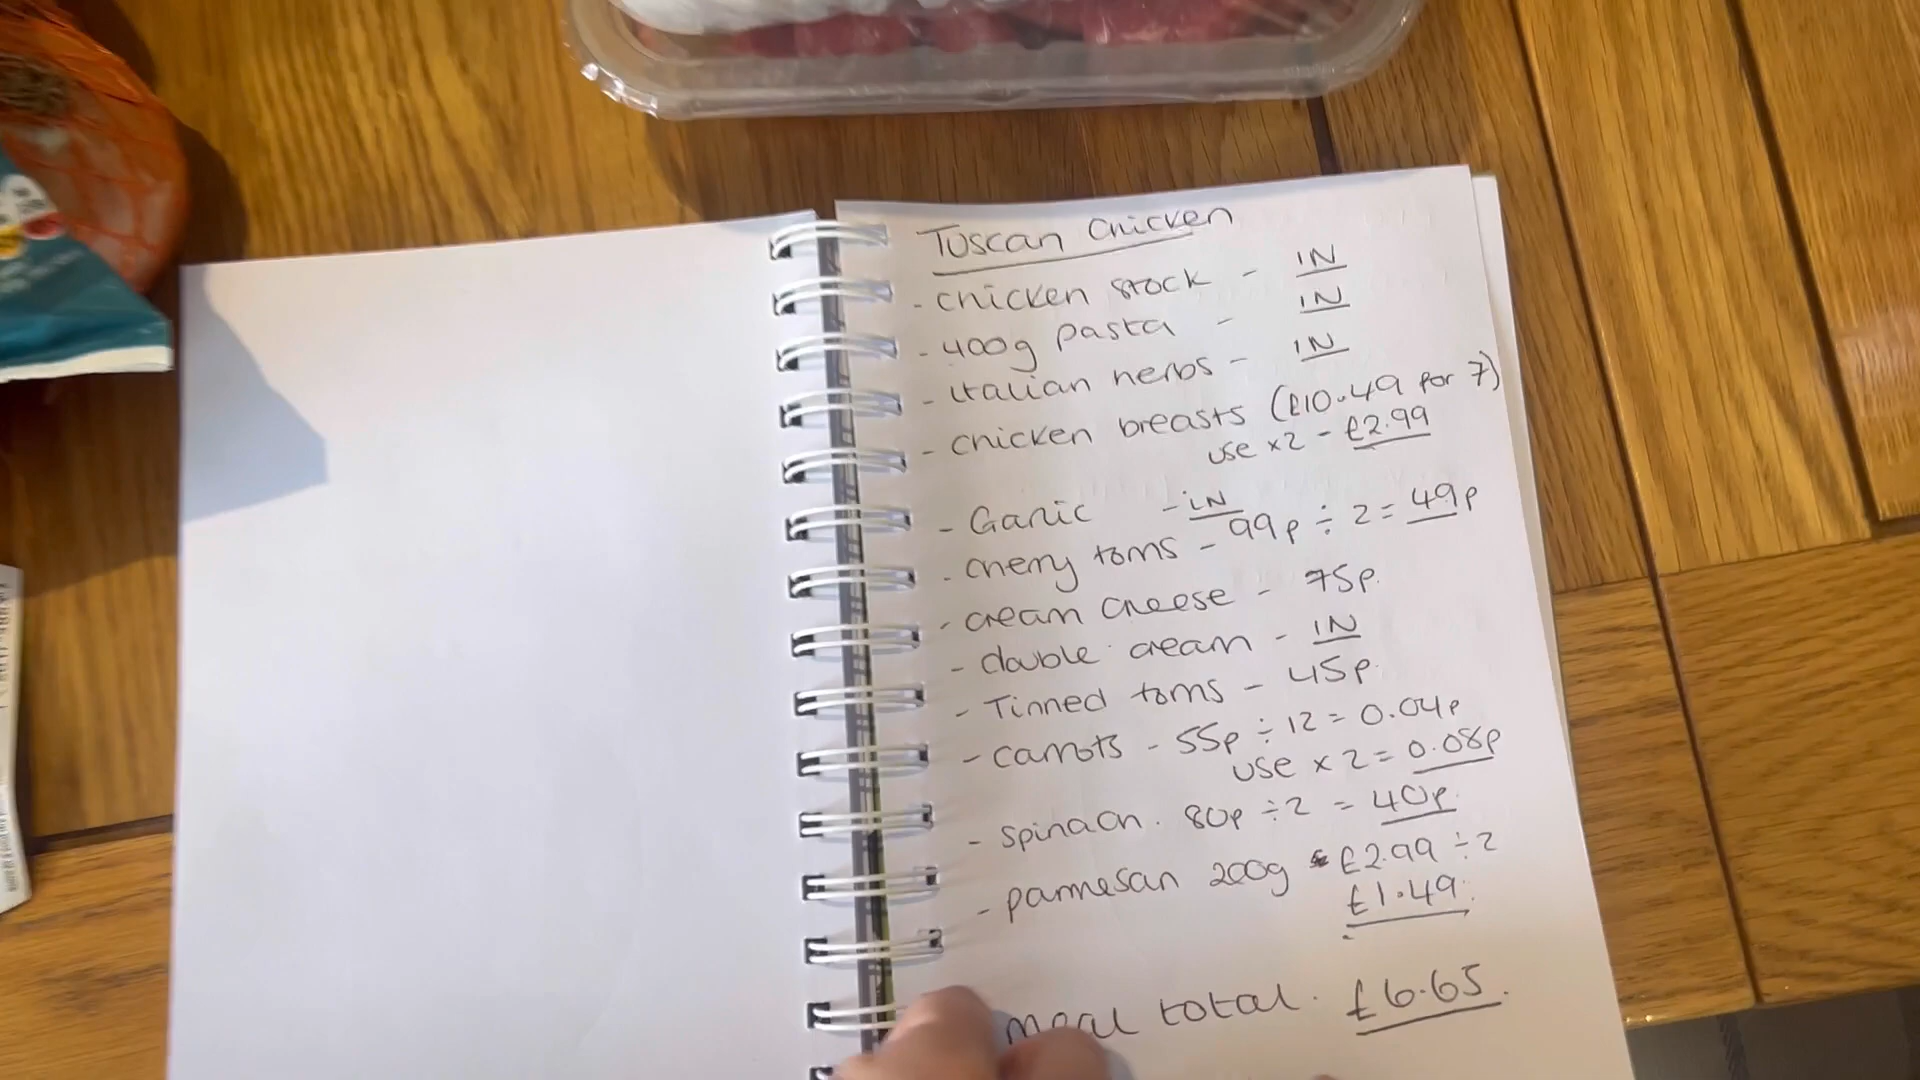 Tuscan Chicken
- chicken stock - IN
- 400g pasta - IN
- italian herbs - IN
- chicken breasts (£10.49 for 7)
use x2 - £2.99
- Garlic - iN
- cherry toms - 99p ÷ 2 = 49p
- cream cheese - 75p.
- double cream - IN
- Tinned toms - 45p.
- carrots - 55p ÷ 12 = 0.04p
use x 2 = 0.08p
- spinach. 80p ÷ 2 = 40p.
- parmesan 200g - £2.99 ÷ 2
£1.49.
meal total. £6.65.